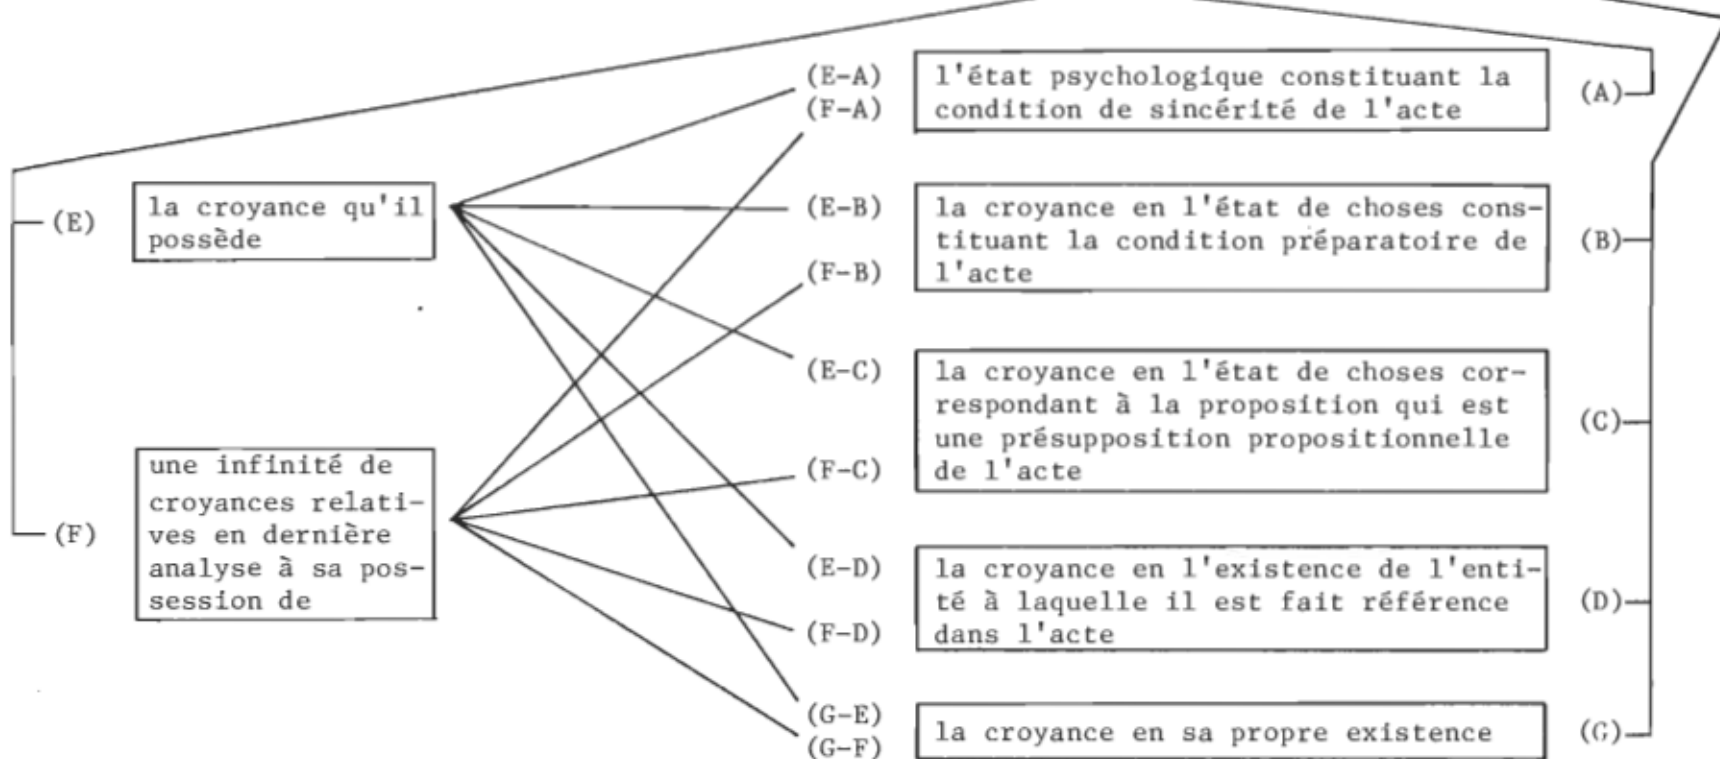 (E-A)
(F-A)
l'état psychologique constituant la
condition de sincérité de l'acte
(A)
(E)
la croyance qu'il
possède
(E-B)
(F-B)
la croyance en l'état de choses cons-
tituant la condition préparatoire de
l'acte
(B)
(E-C)
(F-C)
la croyance en l'état de choses cor-
respondant à la proposition qui est
une présupposition propositionnelle
de l'acte
(C)
(F)
une infinité de
croyances relati-
ves en dernière
analyse à sa pos-
session de
(E-D)
(F-D)
la croyance en l'existence de l'enti-
té à laquelle il est fait référence
dans l'acte
(D)
(G-E)
(G-F)
la croyance en sa propre existence
(G)